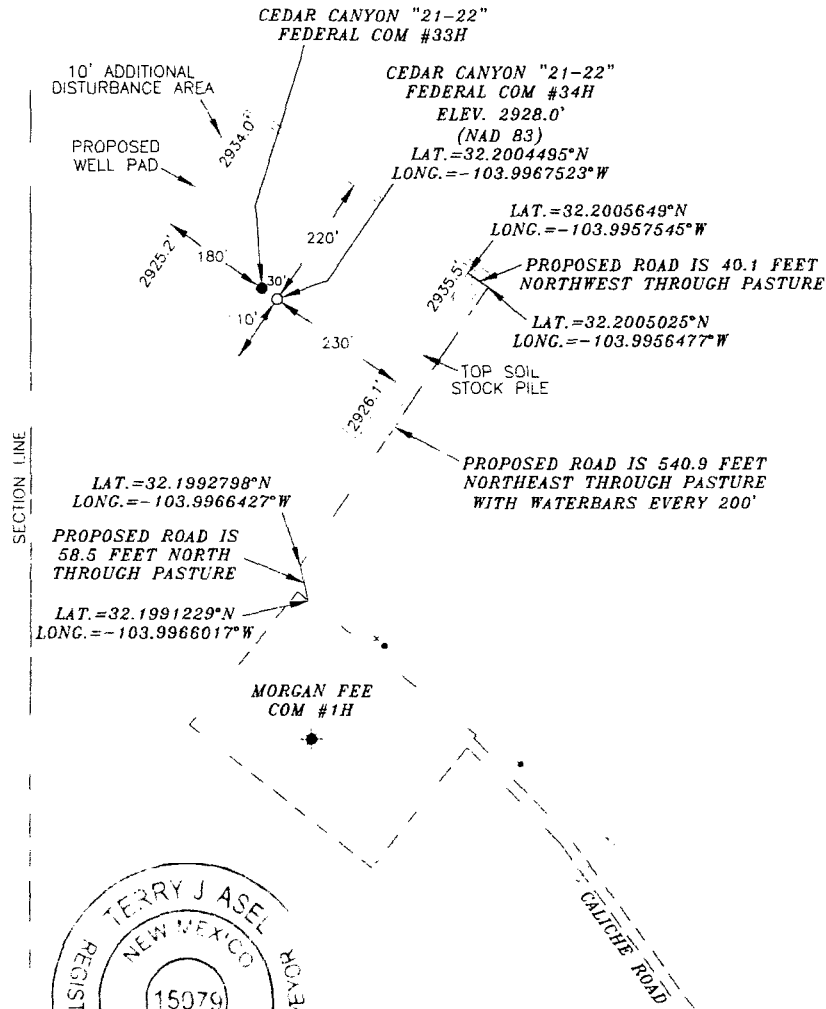 CEDAR CANYON "21-22"
FEDERAL COM #33H
10' ADDITIONAL
DISTURBANCE AREA
CEDAR CANYON "21-22"
FEDERAL COM #34H
ELEV. 2928.0'
(NAD 83)
LAT.=32.2004495°N
LONG.=-103.9967523°W
2934.0'
PROPOSED
WELL PAD
LAT.=32.2005649°N
LONG.=-103.9957545°W
220'
2925.2'
180'
30'
2935.5'
PROPOSED ROAD IS 40.1 FEET
NORTHWEST THROUGH PASTURE
LAT.=32.2005025°N
LONG.=-103.9956477°W
230'
TOP SOIL
STOCK PILE
2926.1'
SECTION LINE
PROPOSED ROAD IS 540.9 FEET
NORTHEAST THROUGH PASTURE
WITH WATERBARS EVERY 200'
LAT.=32.1992798°N
LONG.=-103.9966427°W
PROPOSED ROAD IS
58.5 FEET NORTH
THROUGH PASTURE
LAT.=32.1991229°N
LONG.=-103.9966017°W
MORGAN FEE
COM #1H
CALICHE ROAD
TERRY J ASEL
NEW MEXICO
15079